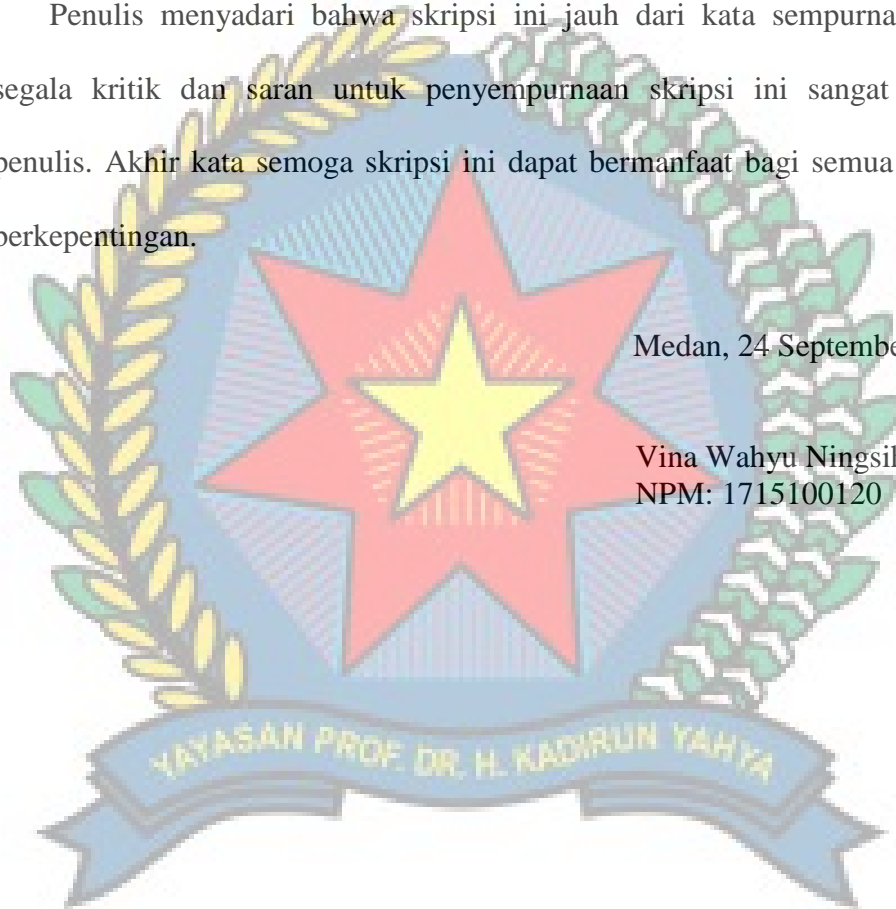 Penulis menyadari bahwa skripsi ini jauh dari kata sempurna
segala kritik dan saran untuk penyempurnaan skripsi ini sangat
penulis. Akhir kata semoga skripsi ini dapat bermanfaat bagi semua
berkepentingan.
Medan, 24 Septembe
Vina Wahyu Ningsil
NPM: 1715100120
YAYASAN PROF. DR. H. KADIRUN YAHYA